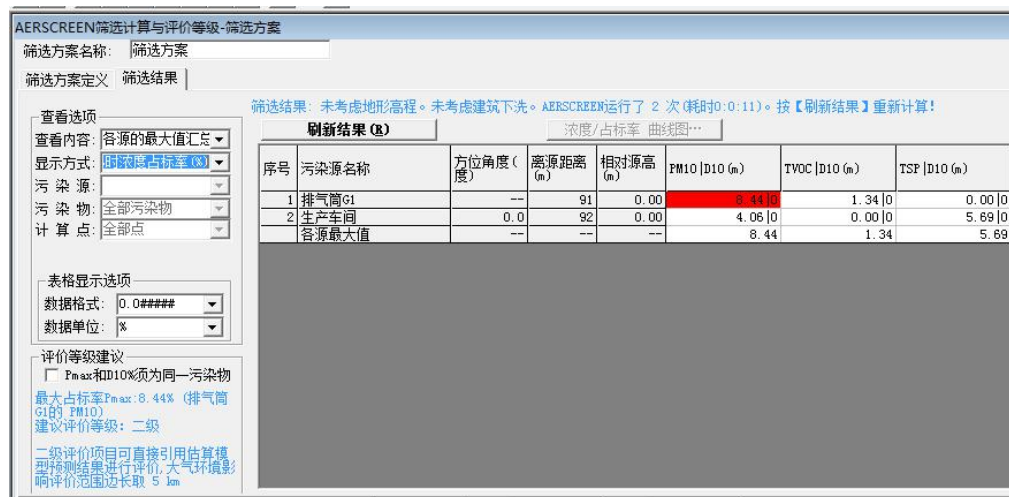 AERSCREEN筛选计算与评价等级-筛选方案
筛选方案名称: 筛选方案
筛选方案定义 筛选结果
筛选结果: 未考虑地形高程。未考虑建筑下洗。AERSCREEN运行了 2 次(耗时0:0:11)。按【刷新结果】重新计算!
查看选项
查看内容: 各源的最大值汇总
显示方式: 时浓度占标率(%)
污 染 源:
污 染 物: 全部污染物
计 算 点: 全部点
刷新结果(R) 浓度/占标率 曲线图…
序号 污染源名称 方位角度(度) 离源距离(m) 相对源高(m) PM10|D10(m) TVOC|D10(m) TSP|D10(m)
1 排气筒G1 -- 91 0.00 8.44|0 1.34|0 0.00|0
2 生产车间 0.0 92 0.00 4.06|0 0.00|0 5.69|0
各源最大值 -- -- -- 8.44 1.34 5.69
表格显示选项
数据格式: 0.0#####
数据单位: %
评价等级建议
Pmax和D10%须为同一污染物
最大占标率Pmax:8.44% (排气筒
G1的 PM10)
建议评价等级: 二级
二级评价项目可直接引用估算模
型预测结果进行评价,大气环境影
响评价范围边长取 5 km